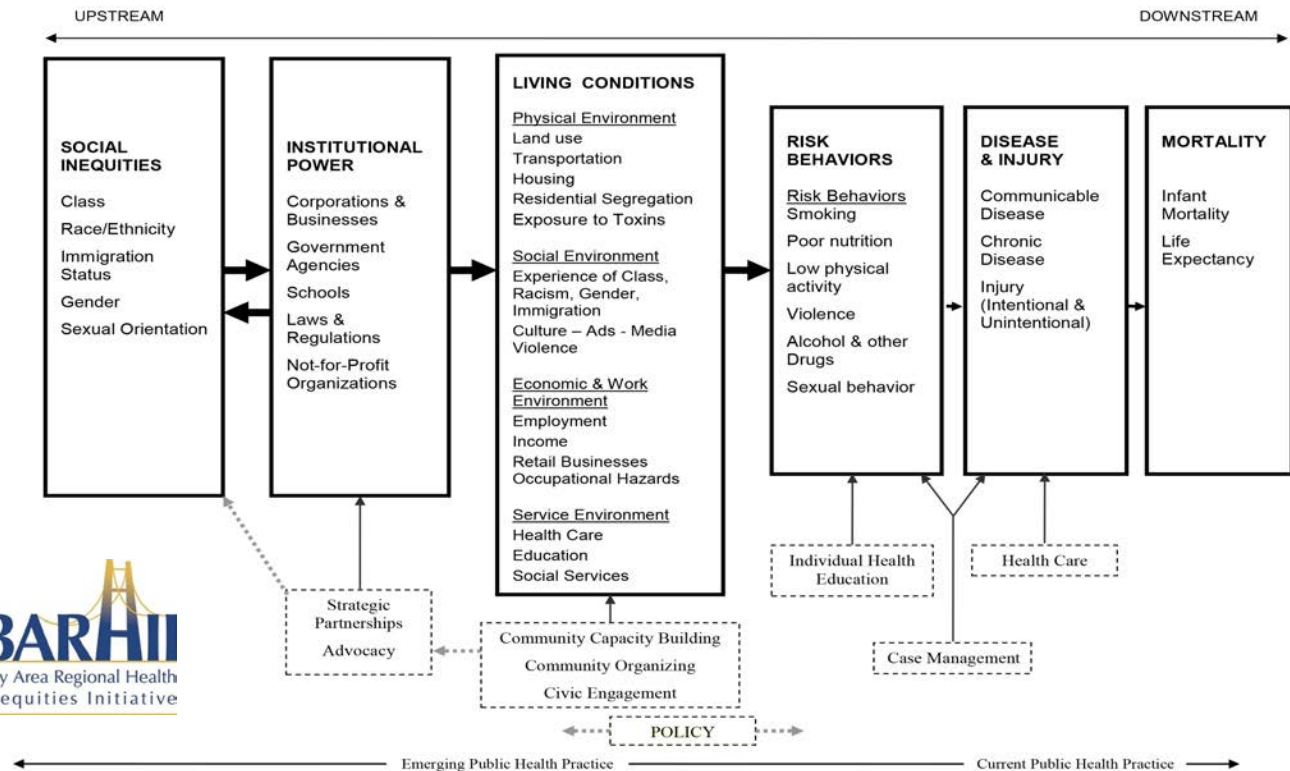 UPSTREAM
DOWNSTREAM
SOCIAL
INEQUITIES
Class
Race/Ethnicity
Immigration
Status
Gender
Sexual Orientation
INSTITUTIONAL
POWER
Corporations &
Businesses
Government
Agencies
Schools
Laws &
Regulations
Not-for-Profit
Organizations
LIVING CONDITIONS
Physical Environment
Land use
Transportation
Housing
Residential Segregation
Exposure to Toxins
Social Environment
Experience of Class,
Racism, Gender,
Immigration
Culture – Ads - Media
Violence
Economic & Work
Environment
Employment
Income
Retail Businesses
Occupational Hazards
Service Environment
Health Care
Education
Social Services
RISK
BEHAVIORS
Risk Behaviors
Smoking
Poor nutrition
Low physical
activity
Violence
Alcohol & other
Drugs
Sexual behavior
DISEASE
& INJURY
Communicable
Disease
Chronic
Disease
Injury
(Intentional &
Unintentional)
MORTALITY
Infant
Mortality
Life
Expectancy
Strategic
Partnerships
Advocacy
Community Capacity Building
Community Organizing
Civic Engagement
Individual Health
Education
Health Care
Case Management
POLICY
BARHII
y Area Regional Health
equities Initiative
Emerging Public Health Practice
Current Public Health Practice